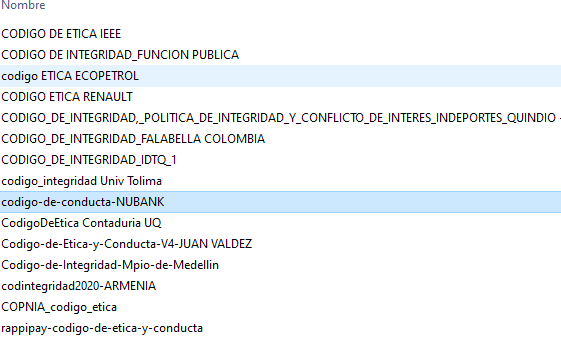 Nombre
CODIGO DE ETICA IEEE
CODIGO DE INTEGRIDAD_FUNCION PUBLICA
codigo ETICA ECOPETROL
CODIGO ETICA RENAULT
CODIGO_DE_INTEGRIDAD,_POLITICA_DE_INTEGRIDAD_Y_CONFLICTO_DE_INTERES_INDEPORTES_QUINDIO -
CODIGO_DE_INTEGRIDAD_FALABELLA COLOMBIA
CODIGO_DE_INTEGRIDAD_IDTQ_1
codigo_integridad Univ Tolima
codigo-de-conducta-NUBANK
CodigoDeEtica Contaduria UQ
Codigo-de-Etica-y-Conducta-V4-JUAN VALDEZ
Codigo-de-Integridad-Mpio-de-Medellin
codintegridad2020-ARMENIA
COPNIA_codigo_etica
rappipay-codigo-de-etica-y-conducta